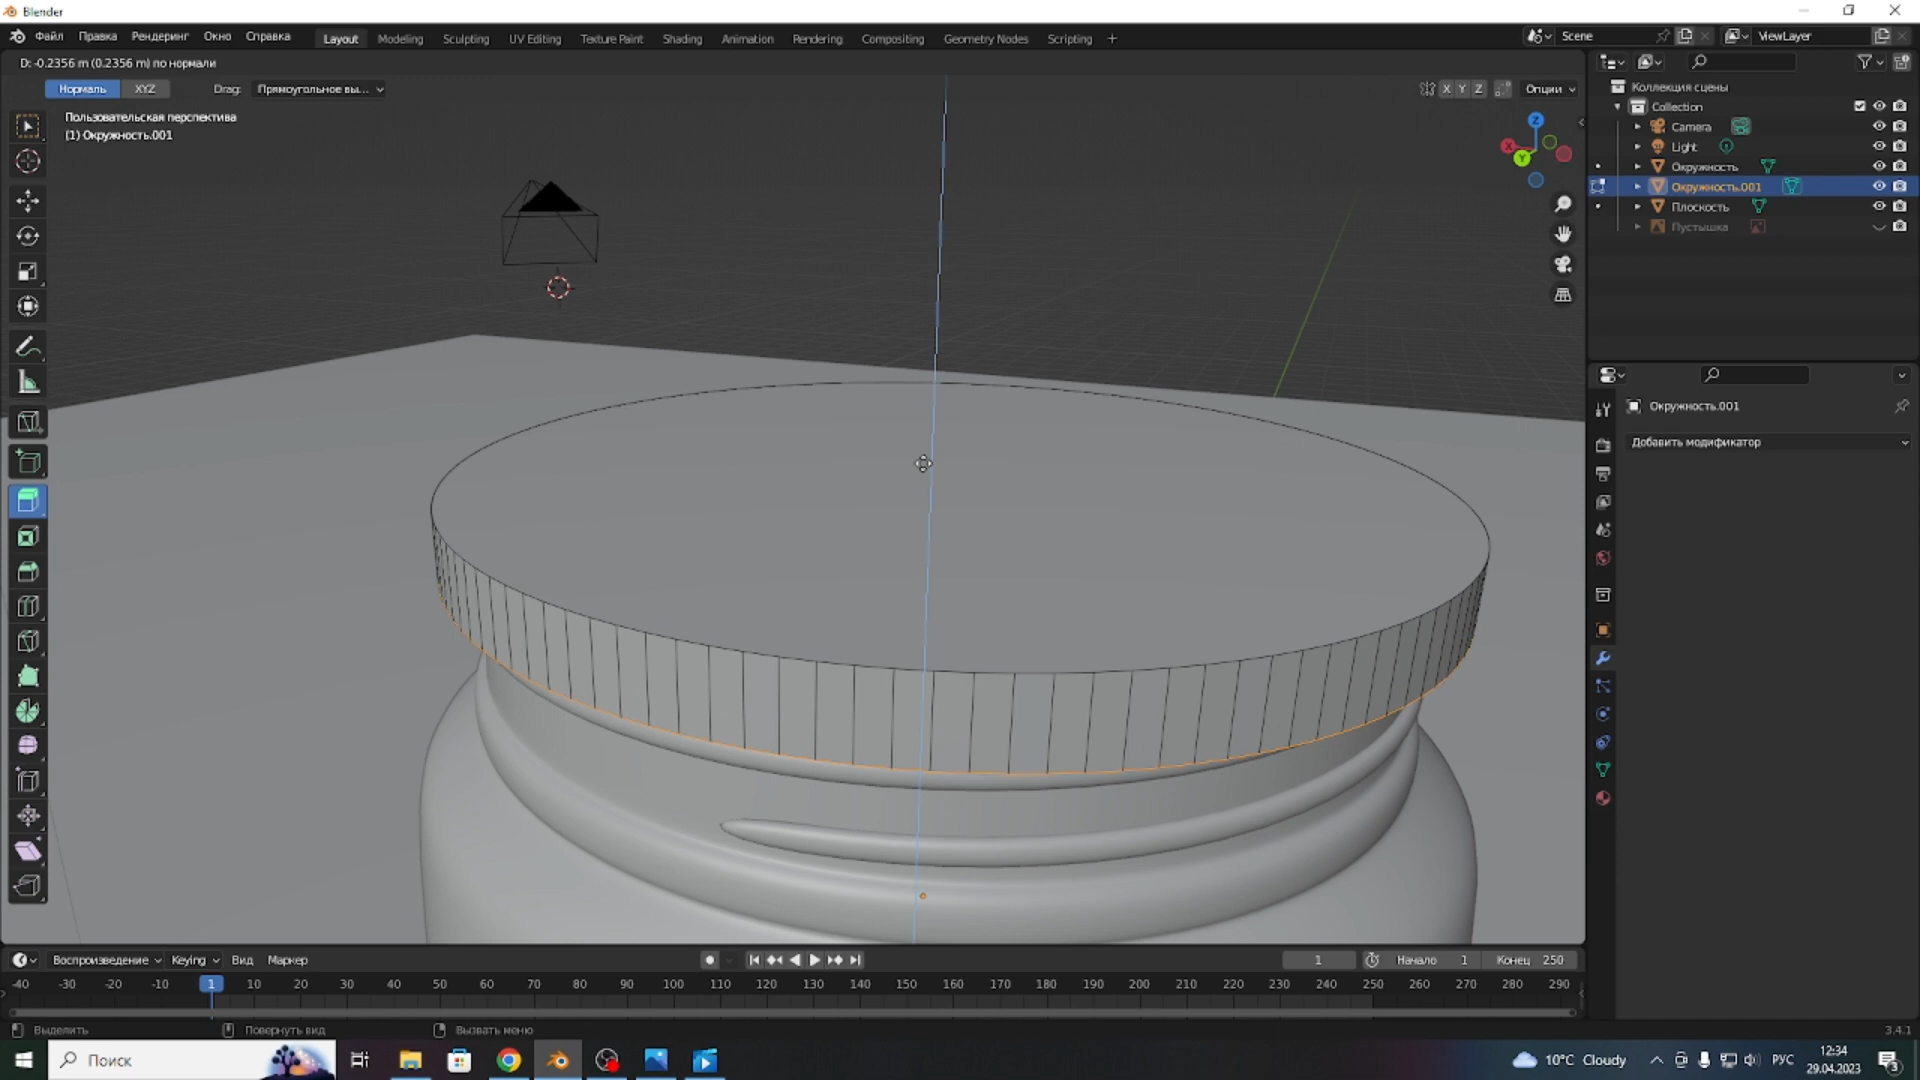 Blender
Файл Правка Рендеринг Окно Справка Layout Modeling Sculpting UV Editing Texture Paint Shading Animation Rendering Compositing Geometry Nodes Scripting + Scene ViewLayer
D: -0.2356 m (0.2356 m) по нормали
Нормаль XYZ Drag: Прямоугольное вы... X Y Z Опции
Пользовательская перспектива
(1) Окружность.001
Z
X
Y
Коллекция сцены
Collection
Camera
Light
Окружность
Окружность.001
Плоскость
Пустышка
Окружность.001
Добавить модификатор
Воспроизведение Keying Вид Маркер 1 Начало 1 Конец 250
-40 -30 -20 -10 1 10 20 30 40 50 60 70 80 90 100 110 120 130 140 150 160 170 180 190 200 210 220 230 240 250 260 270 280 290
Выделить Повернуть вид Вызвать меню 3.4.1
Поиск 10°C Cloudy РУС 12:34
29.04.2023 3